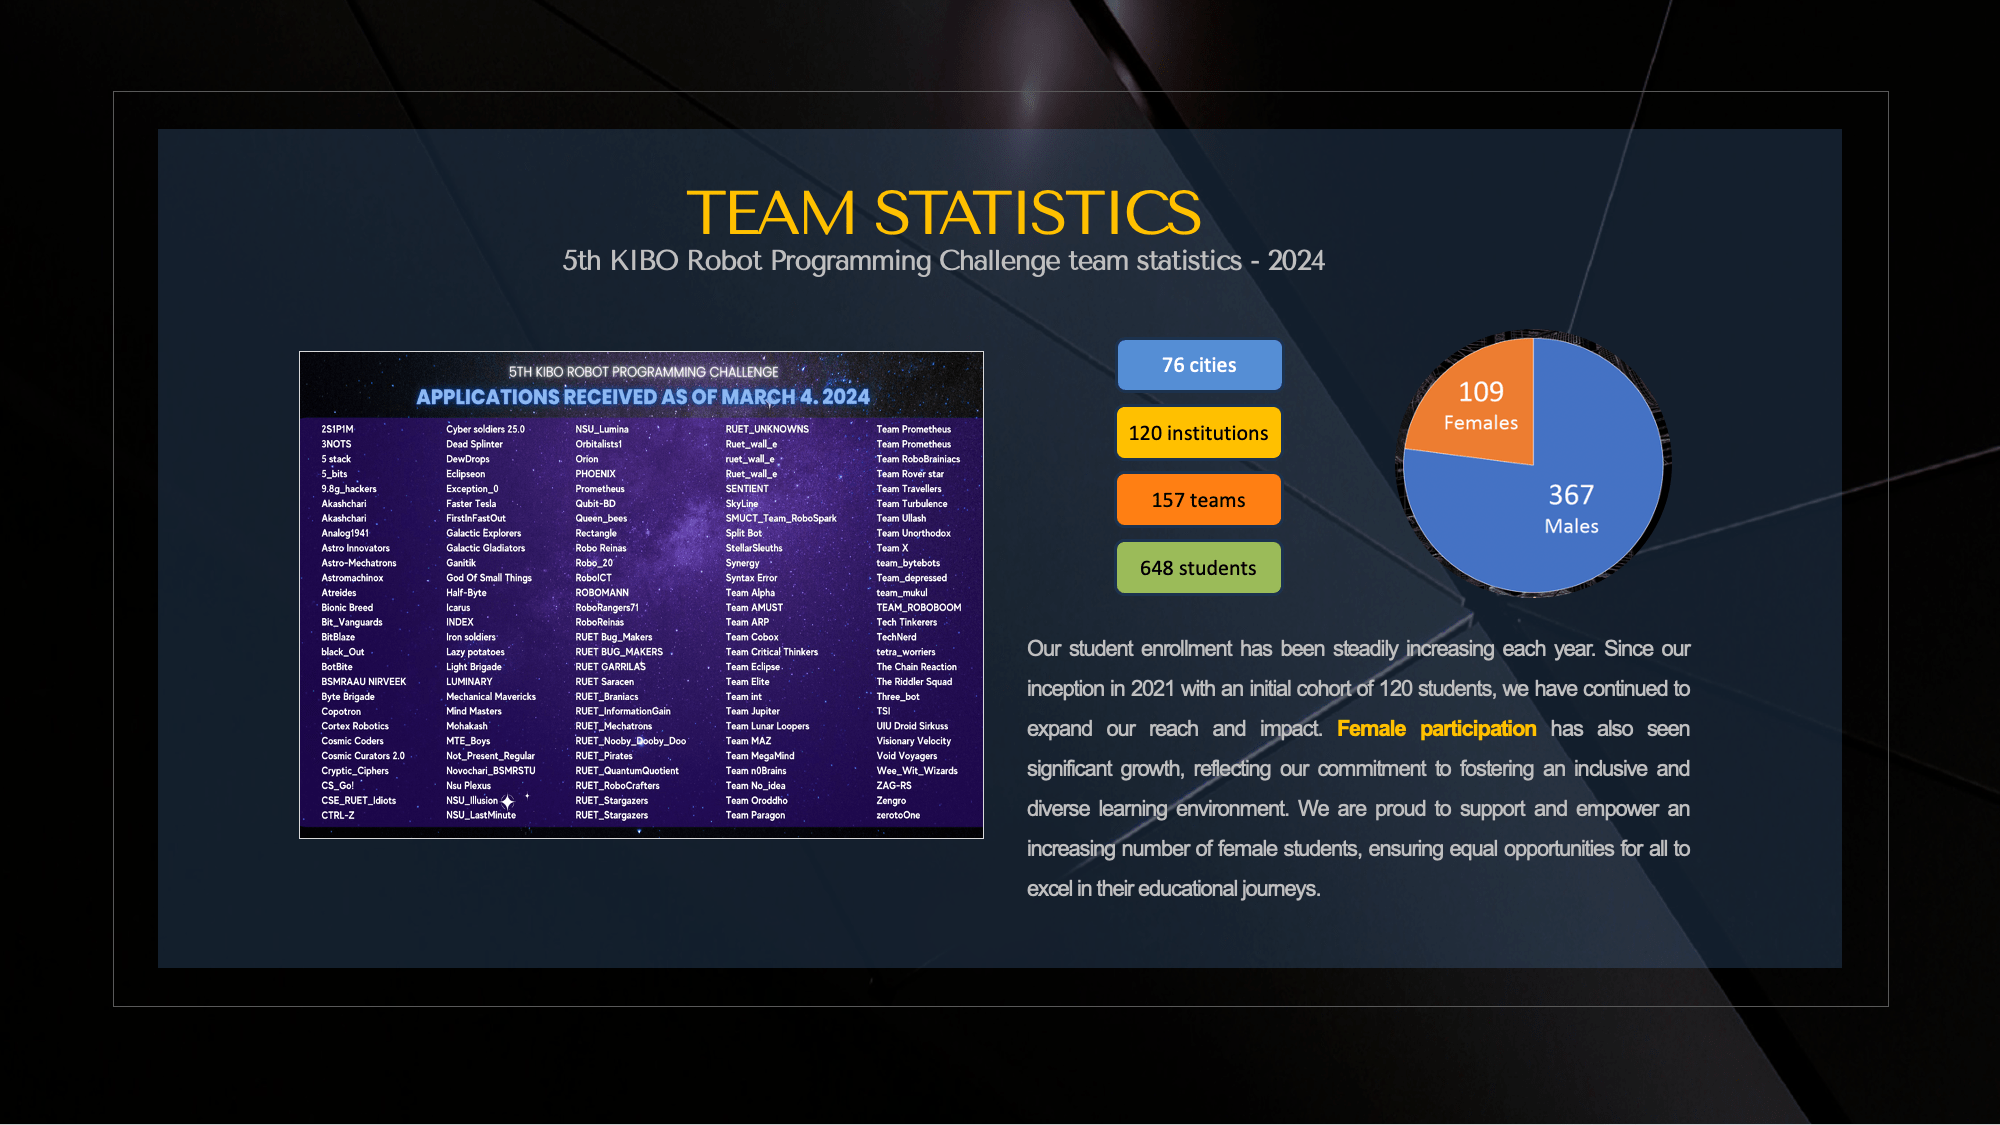 TEAM STATISTICS
5th KIBO Robot Programming Challenge team statistics - 2024
5TH KIBO ROBOT PROGRAMMING CHALLENGE
APPLICATIONS RECEIVED AS OF MARCH 4. 2024
2S1P1M
3NOTS
5 stack
5_bits
9.8g_hackers
Akashchari
Akashchari
Analog1941
Astro Innovators
Astro-Mechatrons
Astromachinox
Atreides
Bionic Breed
Bit_Vanguards
BitBlaze
black_Out
BotBite
BSMRAAU NIRVEEK
Byte Brigade
Copotron
Cortex Robotics
Cosmic Coders
Cosmic Curators 2.0
Cryptic_Ciphers
CS_Go!
CSE_RUET_Idiots
CTRL-Z
Cyber soldiers 25.0
Dead Splinter
DewDrops
Eclipseon
Exception_0
Faster Tesla
FirstInFastOut
Galactic Explorers
Galactic Gladiators
Ganitik
God Of Small Things
Half-Byte
Icarus
INDEX
Iron soldiers
Lazy potatoes
Light Brigade
LUMINARY
Mechanical Mavericks
Mind Masters
Mohakash
MTE_Boys
Not_Present_Regular
Novochari_BSMRSTU
Nsu Plexus
NSU_Illusion
NSU_LastMinute
NSU_Lumina
Orbitalists1
Orion
PHOENIX
Prometheus
Qubit-BD
Queen_bees
Rectangle
Robo Reinas
Robo_20
RoboICT
ROBOMANN
RoboRangers71
RoboReinas
RUET Bug_Makers
RUET BUG_MAKERS
RUET GARRILAS
RUET Saracen
RUET_Braniacs
RUET_InformationGain
RUET_Mechatrons
RUET_Nooby_Dooby_Doo
RUET_Pirates
RUET_QuantumQuotient
RUET_RoboCrafters
RUET_Stargazers
RUET_Stargazers
RUET_UNKNOWNS
Ruet_wall_e
ruet_wall_e
Ruet_wall_e
SENTIENT
SkyLine
SMUCT_Team_RoboSpark
Split Bot
StellarSleuths
Synergy
Syntax Error
Team Alpha
Team AMUST
Team ARP
Team Cobox
Team Critical Thinkers
Team Eclipse
Team Elite
Team int
Team Jupiter
Team Lunar Loopers
Team MAZ
Team MegaMind
Team n0Brains
Team No_idea
Team Oroddho
Team Paragon
Team Prometheus
Team Prometheus
Team RoboBrainiacs
Team Rover star
Team Travellers
Team Turbulence
Team Ullash
Team Unorthodox
Team X
team_bytebots
Team_depressed
team_mukul
TEAM_ROBOBOOM
Tech Tinkerers
TechNerd
tetra_worriers
The Chain Reaction
The Riddler Squad
Three_bot
TSI
UIU Droid Sirkuss
Visionary Velocity
Void Voyagers
Wee_Wit_Wizards
ZAG-RS
Zengro
zerotoOne
76 cities
120 institutions
157 teams
648 students
109
Females
367
Males
Our student enrollment has been steadily increasing each year. Since our
inception in 2021 with an initial cohort of 120 students, we have continued to
expand our reach and impact. Female participation has also seen
significant growth, reflecting our commitment to fostering an inclusive and
diverse learning environment. We are proud to support and empower an
increasing number of female students, ensuring equal opportunities for all to
excel in their educational journeys.